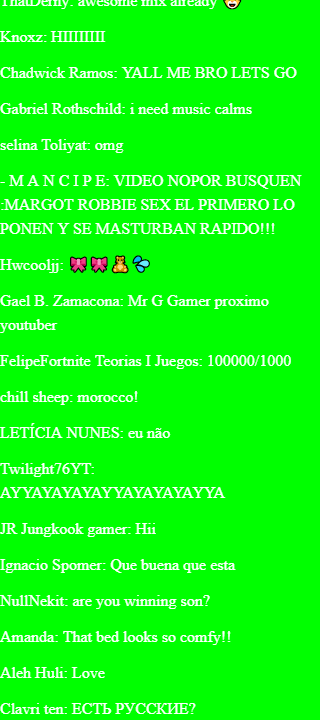 ThatDemy: awesome mix already
Knoxz: HIIIIIIII
Chadwick Ramos: YALL ME BRO LETS GO
Gabriel Rothschild: i need music calms
selina Toliyat: omg
- M A N C I P E: VIDEO NOPOR BUSQUEN
:MARGOT ROBBIE SEX EL PRIMERO LO
PONEN Y SE MASTURBAN RAPIDO!!!
Hwcooljj: 🎀🎀🧸💦
Gael B. Zamacona: Mr G Gamer proximo
youtuber
FelipeFortnite Teorias I Juegos: 100000/1000
chill sheep: morocco!
LETÍCIA NUNES: eu não
Twilight76YT:
AYYAYAYAYAYYAYAYAYAYYA
JR Jungkook gamer: Hii
Ignacio Spomer: Que buena que esta
NullNekit: are you winning son?
Amanda: That bed looks so comfy!!
Aleh Huli: Love
Clavri ten: ЕСТЬ РУССКИЕ?